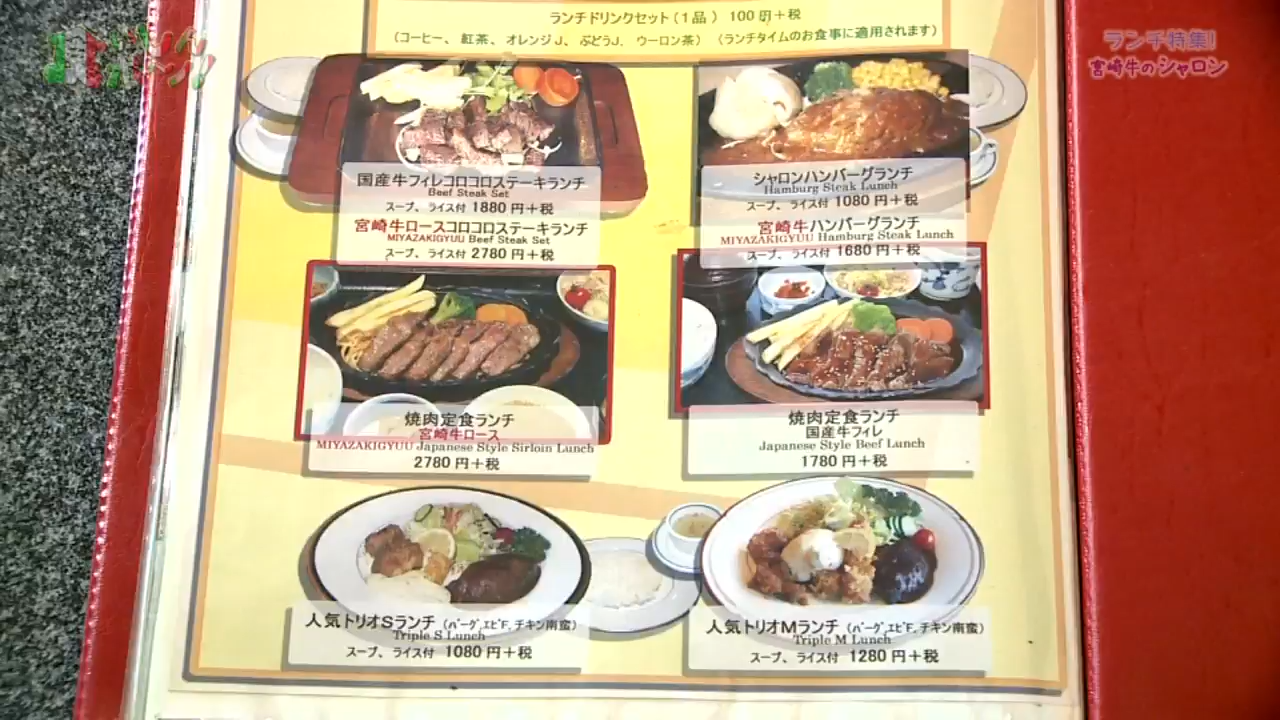 ランチ特集!
宮崎牛のシャロン
ランチドリンクセット(1品) 100円+税
(コーヒー、紅茶、オレンジJ、ぶどうJ、ウーロン茶) (ランチタイムのお食事に適用されます)
国産牛フィレコロコロステーキランチ
Beef Steak Set
スープ、ライス付 1880円+税
宮崎牛ロースコロコロステーキランチ
MIYAZAKIGYUU Beef Steak Set
スープ、ライス付 2780円+税
シャロンハンバーグランチ
Hamburg Steak Lunch
スープ、ライス付 1080円+税
宮崎牛ハンバーグランチ
MIYAZAKIGYUU Hamburg Steak Lunch
スープ、ライス付 1680円+税
焼肉定食ランチ
宮崎牛ロース
MIYAZAKIGYUU Japanese Style Sirloin Lunch
2780円+税
焼肉定食ランチ
国産牛フィレ
Japanese Style Beef Lunch
1780円+税
人気トリオSランチ (バーグ,エビF,チキン南蛮)
Triple S Lunch
スープ、ライス付 1080円+税
人気トリオMランチ (バーグ,エビF,チキン南蛮)
Triple M Lunch
スープ、ライス付 1280円+税